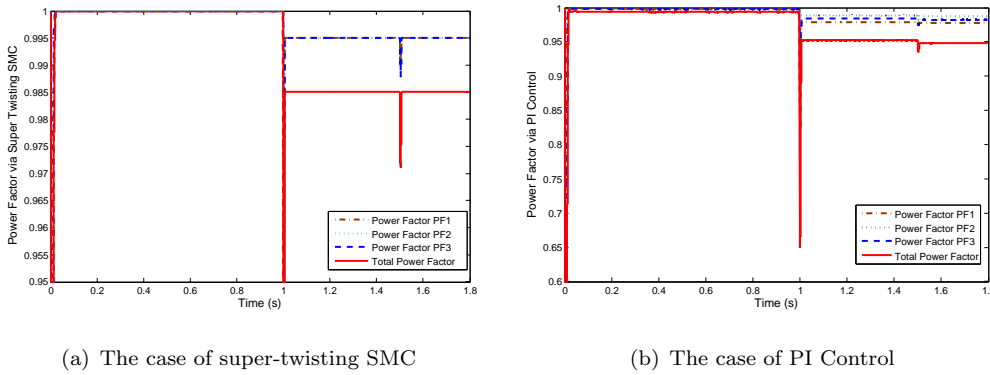 Power Factor via Super Twisting SMC
1
0.995
0.99
0.985
0.98
0.975
0.97
0.965
0.96
0.955
0.95
0
0.2
0.4
0.6
0.8
1
1.2
1.4
1.6
1.8
Time (s)
Power Factor PF1
Power Factor PF2
Power Factor PF3
Total Power Factor
(a) The case of super-twisting SMC
Power Factor via PI Control
1
0.95
0.9
0.85
0.8
0.75
0.7
0.65
0.6
0
0.2
0.4
0.6
0.8
1
1.2
1.4
1.6
1.8
Time (s)
Power Factor PF1
Power Factor PF2
Power Factor PF3
Total Power Factor
(b) The case of PI Control